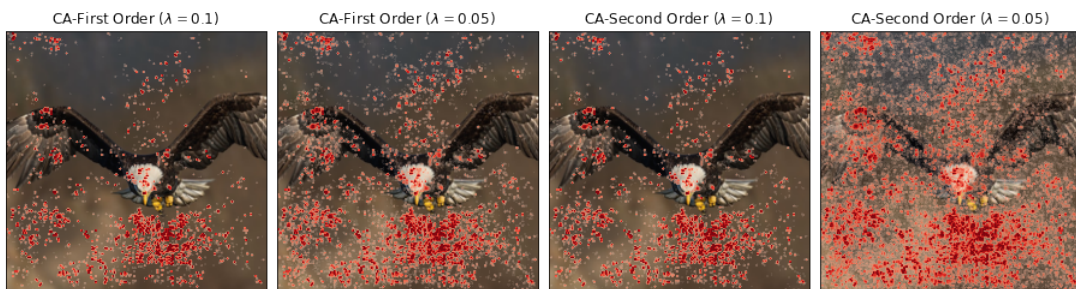 CA-First Order (λ = 0.1)
CA-First Order (λ = 0.05)
CA-Second Order (λ = 0.1)
CA-Second Order (λ = 0.05)